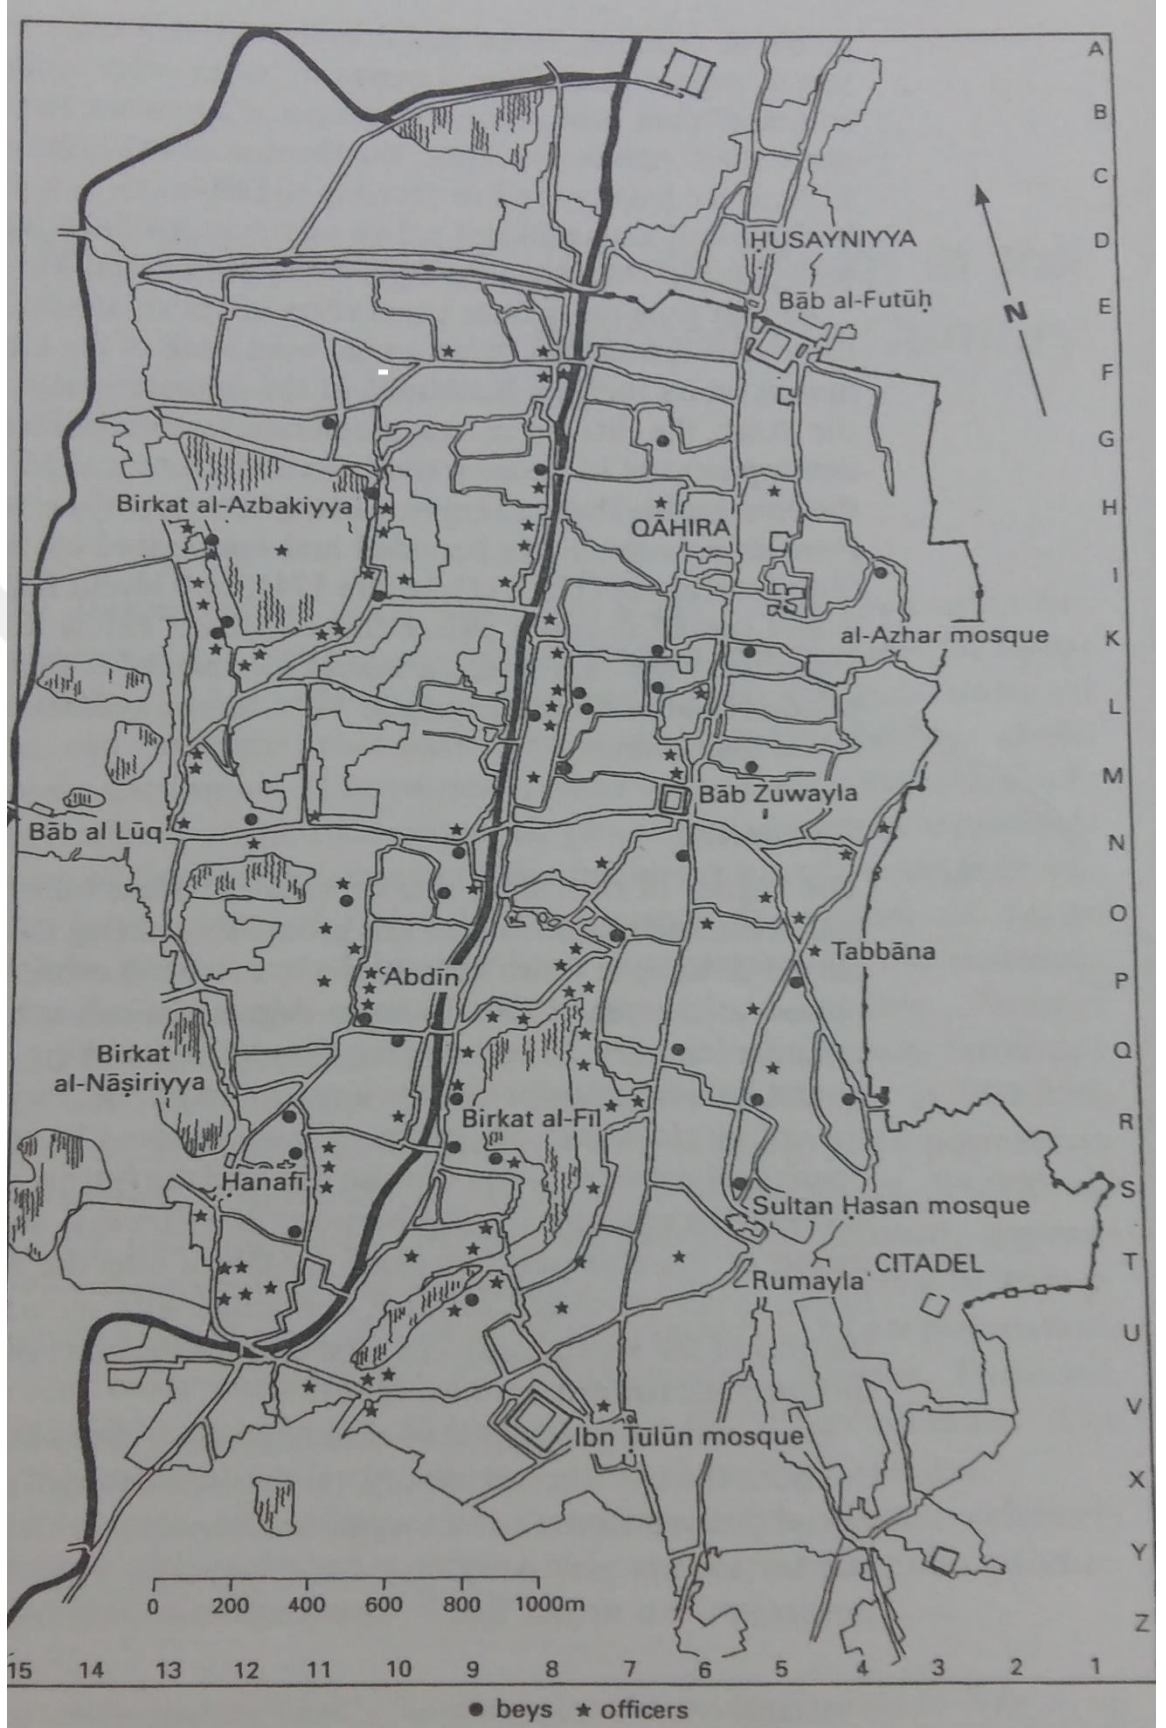 A
B
C
D
ḤUSAYNIYYA
Bāb al-Futūḥ
E
N
F
G
Birkat al-Azbakiyya
H
QĀHIRA
I
al-Azhar mosque
K
L
M
Bāb Zuwayla
Bāb al Lūq
N
O
Tabbāna
ʿAbdīn
P
Birkat
al-Nāṣiriyya
Q
Birkat al-Fīl
R
Ḥanafī
S
Sultan Ḥasan mosque
T
CITADEL
Rumayla
U
V
Ibn Ṭūlūn mosque
X
Y
0 200 400 600 800 1000m
Z
15 14 13 12 11 10 9 8 7 6 5 4 3 2 1
● beys ★ officers